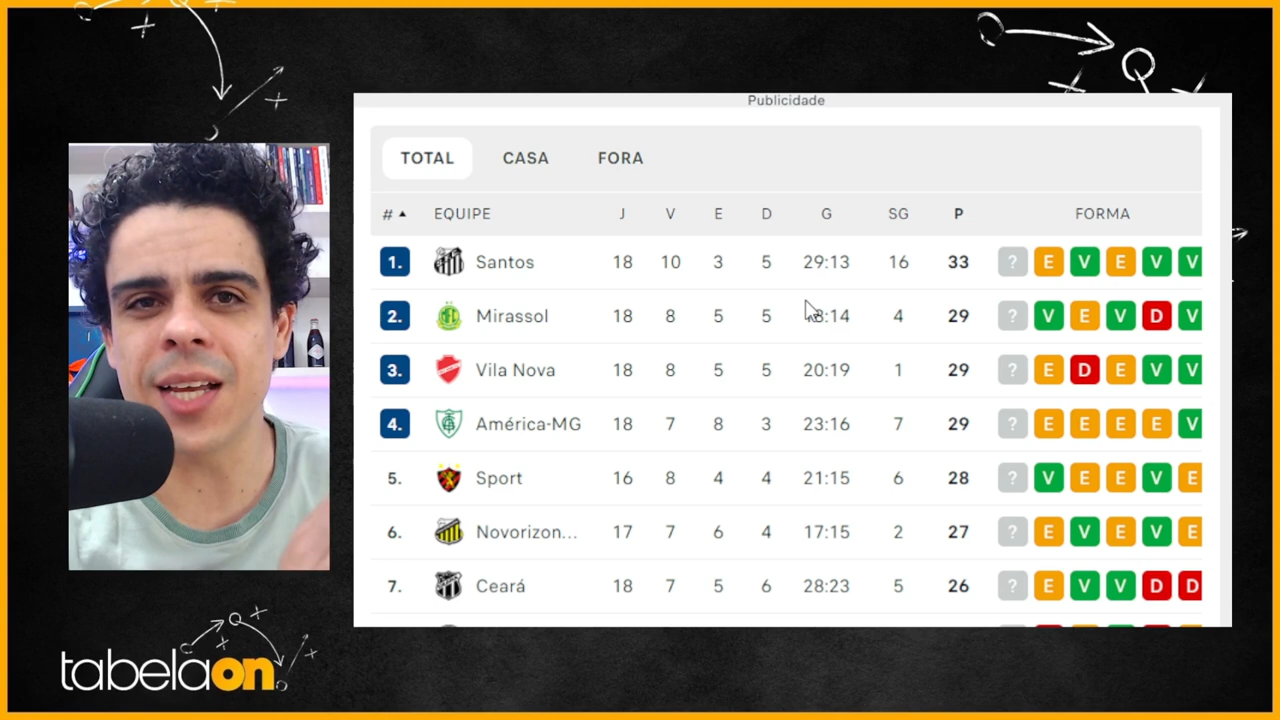 Publicidade
TOTAL CASA FORA
# EQUIPE J V E D G SG P FORMA
1. Santos 18 10 3 5 29:13 16 33 ? E V E V V
2. Mirassol 18 8 5 5 :14 4 29 ? V E V D V
3. Vila Nova 18 8 5 5 20:19 1 29 ? E D E V V
4. América-MG 18 7 8 3 23:16 7 29 ? E E E E V
5. Sport 16 8 4 4 21:15 6 28 ? V E E V E
6. Novorizon... 17 7 6 4 17:15 2 27 ? E V E V E
7. Ceará 18 7 5 6 28:23 5 26 ? E V V D D
tabelaon